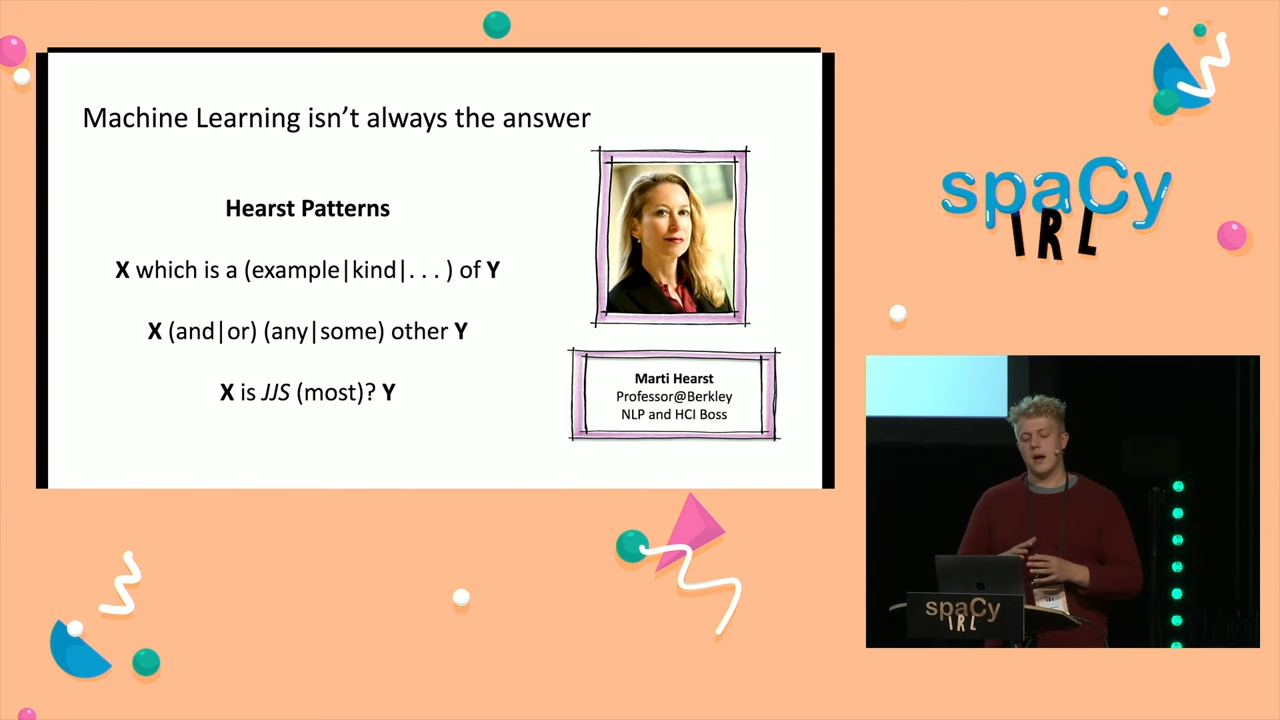 Machine Learning isn't always the answer
Hearst Patterns
X which is a (example|kind|. . . ) of Y
X (and|or) (any|some) other Y
X is JJS (most)? Y
Marti Hearst
Professor@Berkley
NLP and HCI Boss
spaCy
IRL
spaCy
IRL